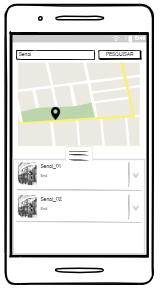 Senai
PESQUISAR
Senai_01
End.
Senai_02
End.